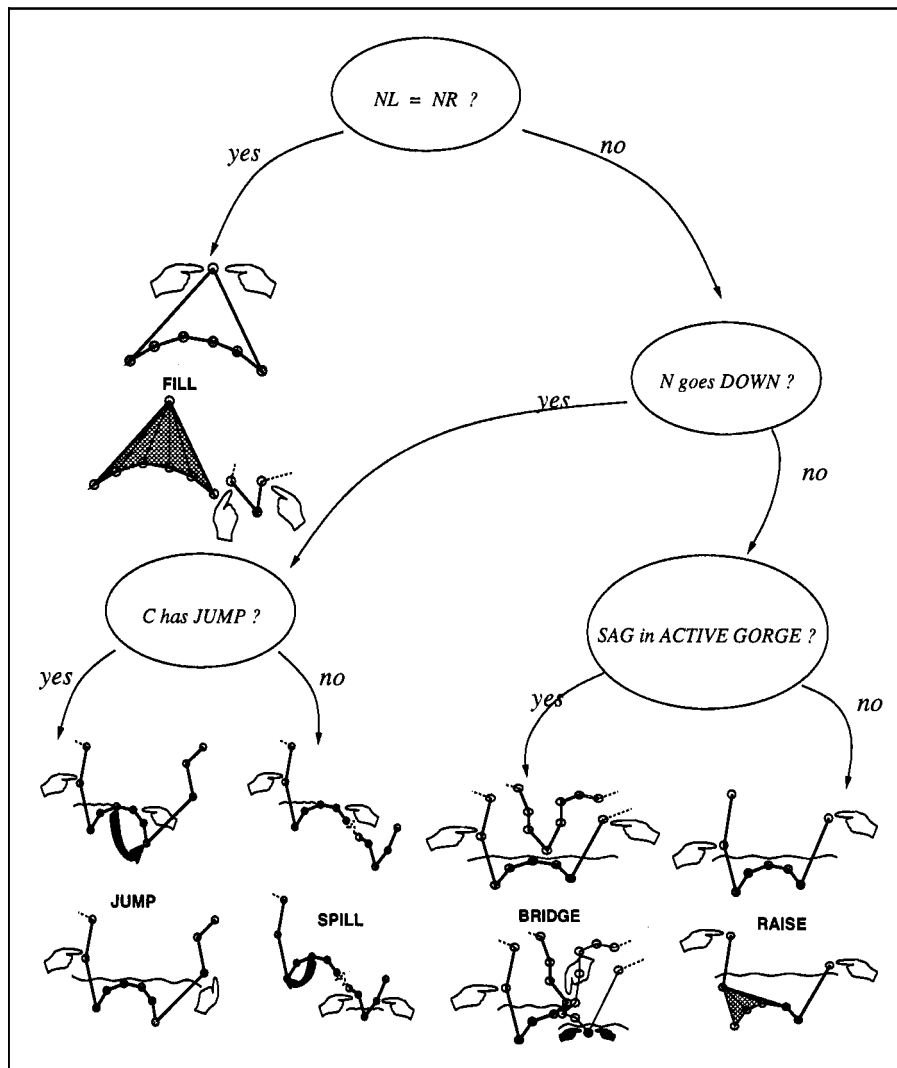 NL = NR ?
yes
no
N goes DOWN ?
FILL
yes
no
C has JUMP ?
SAG in ACTIVE GORGE ?
yes
no
yes
no
JUMP
SPILL
BRIDGE
RAISE